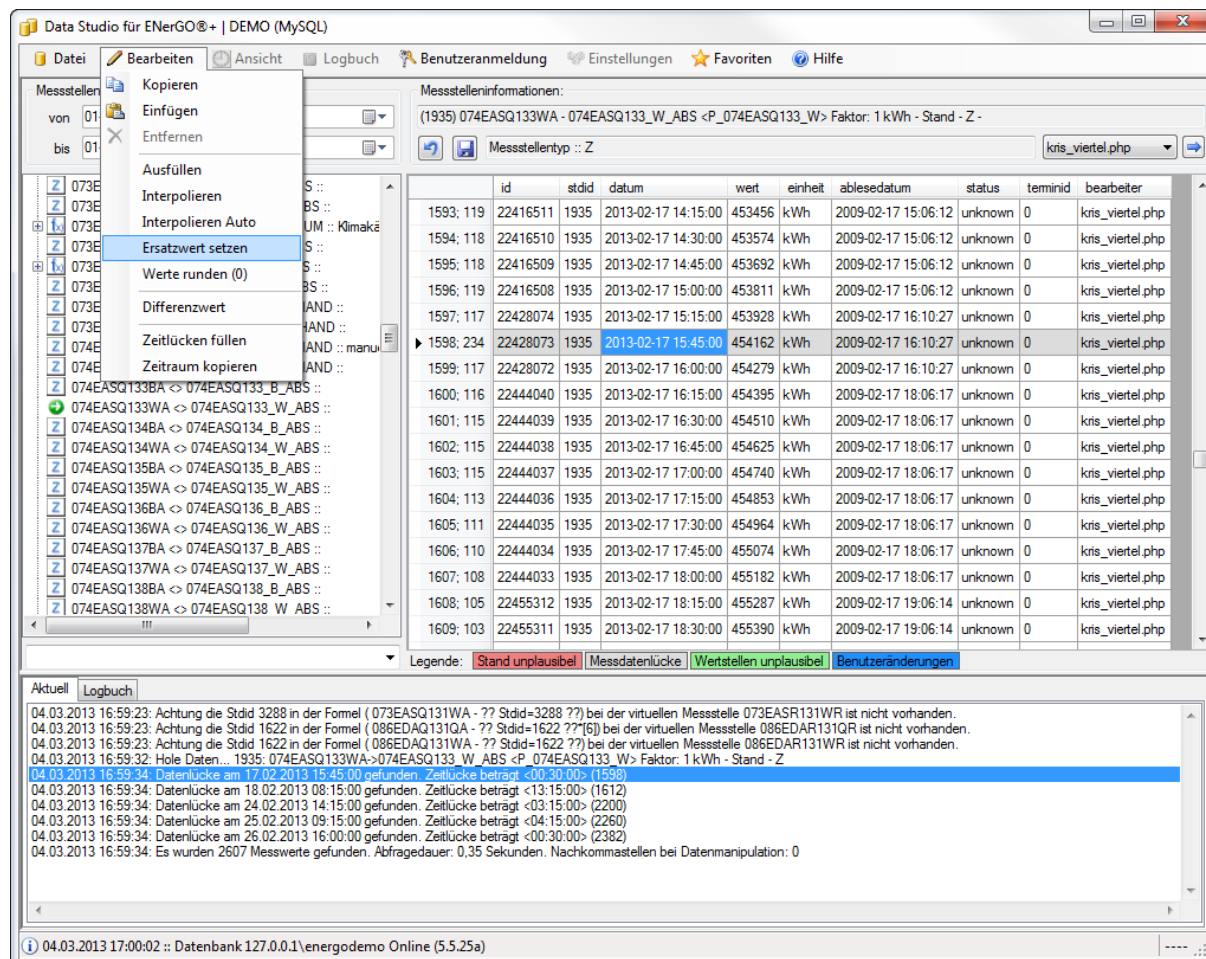 Data Studio für ENerGO®+ | DEMO (MySQL)
Datei Bearbeiten Ansicht Logbuch Benutzeranmeldung Einstellungen Favoriten Hilfe
Messstellen
von 01
bis 01
Kopieren
Einfügen
Entfernen
Ausfüllen
Interpolieren
Interpolieren Auto
Ersatzwert setzen
Werte runden (0)
Differenzwert
Zeitlücken füllen
Zeitraum kopieren
Messstelleninformationen:
(1935) 074EASQ133WA - 074EASQ133_W_ABS <P_074EASQ133_W> Faktor: 1 kWh - Stand - Z -
Messstellentyp :: Z
kris_viertel.php
Z 073E S ::
Z 073E BS ::
f(x) 073E UM :: Klimakä
Z 073E S ::
f(x) 073E S ::
Z 073E BS ::
Z 073E HAND ::
Z 073E HAND ::
Z 074E HAND :: manu
Z 074E HAND ::
Z 074EASQ133BA <> 074EASQ133_B_ABS ::
074EASQ133WA <> 074EASQ133_W_ABS ::
Z 074EASQ134BA <> 074EASQ134_B_ABS ::
Z 074EASQ134WA <> 074EASQ134_W_ABS ::
Z 074EASQ135BA <> 074EASQ135_B_ABS ::
Z 074EASQ135WA <> 074EASQ135_W_ABS ::
Z 074EASQ136BA <> 074EASQ136_B_ABS ::
Z 074EASQ136WA <> 074EASQ136_W_ABS ::
Z 074EASQ137BA <> 074EASQ137_B_ABS ::
Z 074EASQ137WA <> 074EASQ137_W_ABS ::
Z 074EASQ138BA <> 074EASQ138_B_ABS ::
Z 074EASQ138WA <> 074EASQ138_W_ABS ::
id stdid datum wert einheit ablesedatum status terminid bearbeiter
1593; 119 22416511 1935 2013-02-17 14:15:00 453456 kWh 2009-02-17 15:06:12 unknown 0 kris_viertel.php
1594; 118 22416510 1935 2013-02-17 14:30:00 453574 kWh 2009-02-17 15:06:12 unknown 0 kris_viertel.php
1595; 118 22416509 1935 2013-02-17 14:45:00 453692 kWh 2009-02-17 15:06:12 unknown 0 kris_viertel.php
1596; 119 22416508 1935 2013-02-17 15:00:00 453811 kWh 2009-02-17 15:06:12 unknown 0 kris_viertel.php
1597; 117 22428074 1935 2013-02-17 15:15:00 453928 kWh 2009-02-17 16:10:27 unknown 0 kris_viertel.php
1598; 234 22428073 1935 2013-02-17 15:45:00 454162 kWh 2009-02-17 16:10:27 unknown 0 kris_viertel.php
1599; 117 22428072 1935 2013-02-17 16:00:00 454279 kWh 2009-02-17 16:10:27 unknown 0 kris_viertel.php
1600; 116 22444040 1935 2013-02-17 16:15:00 454395 kWh 2009-02-17 18:06:17 unknown 0 kris_viertel.php
1601; 115 22444039 1935 2013-02-17 16:30:00 454510 kWh 2009-02-17 18:06:17 unknown 0 kris_viertel.php
1602; 115 22444038 1935 2013-02-17 16:45:00 454625 kWh 2009-02-17 18:06:17 unknown 0 kris_viertel.php
1603; 115 22444037 1935 2013-02-17 17:00:00 454740 kWh 2009-02-17 18:06:17 unknown 0 kris_viertel.php
1604; 113 22444036 1935 2013-02-17 17:15:00 454853 kWh 2009-02-17 18:06:17 unknown 0 kris_viertel.php
1605; 111 22444035 1935 2013-02-17 17:30:00 454964 kWh 2009-02-17 18:06:17 unknown 0 kris_viertel.php
1606; 110 22444034 1935 2013-02-17 17:45:00 455074 kWh 2009-02-17 18:06:17 unknown 0 kris_viertel.php
1607; 108 22444033 1935 2013-02-17 18:00:00 455182 kWh 2009-02-17 18:06:17 unknown 0 kris_viertel.php
1608; 105 22455312 1935 2013-02-17 18:15:00 455287 kWh 2009-02-17 19:06:14 unknown 0 kris_viertel.php
1609; 103 22455311 1935 2013-02-17 18:30:00 455390 kWh 2009-02-17 19:06:14 unknown 0 kris_viertel.php
Legende: Stand unplausibel Messdatenlücke Wertstellen unplausibel Benutzeränderungen
Aktuell Logbuch
04.03.2013 16:59:23: Achtung die Stdid 3288 in der Formel ( 073EASQ131WA - ?? Stdid=3288 ??) bei der virtuellen Messstelle 073EASR131WR ist nicht vorhanden.
04.03.2013 16:59:23: Achtung die Stdid 1622 in der Formel ( 086EDAQ131QA - ?? Stdid=1622 ??*[6]) bei der virtuellen Messstelle 086EDAR131QR ist nicht vorhanden.
04.03.2013 16:59:23: Achtung die Stdid 1622 in der Formel ( 086EDAQ131WA - ?? Stdid=1622 ??) bei der virtuellen Messstelle 086EDAR131WR ist nicht vorhanden.
04.03.2013 16:59:32: Hole Daten... 1935: 074EASQ133WA->074EASQ133_W_ABS <P_074EASQ133_W> Faktor: 1 kWh - Stand - Z
04.03.2013 16:59:34: Datenlücke am 17.02.2013 15:45:00 gefunden. Zeitlücke beträgt <00:30:00> (1598)
04.03.2013 16:59:34: Datenlücke am 18.02.2013 08:15:00 gefunden. Zeitlücke beträgt <13:15:00> (1612)
04.03.2013 16:59:34: Datenlücke am 24.02.2013 14:15:00 gefunden. Zeitlücke beträgt <03:15:00> (2200)
04.03.2013 16:59:34: Datenlücke am 25.02.2013 09:15:00 gefunden. Zeitlücke beträgt <04:15:00> (2260)
04.03.2013 16:59:34: Datenlücke am 26.02.2013 16:00:00 gefunden. Zeitlücke beträgt <00:30:00> (2382)
04.03.2013 16:59:34: Es wurden 2607 Messwerte gefunden. Abfragedauer: 0,35 Sekunden. Nachkommastellen bei Datenmanipulation: 0
04.03.2013 17:00:02 :: Datenbank 127.0.0.1\energodemo Online (5.5.25a)
----